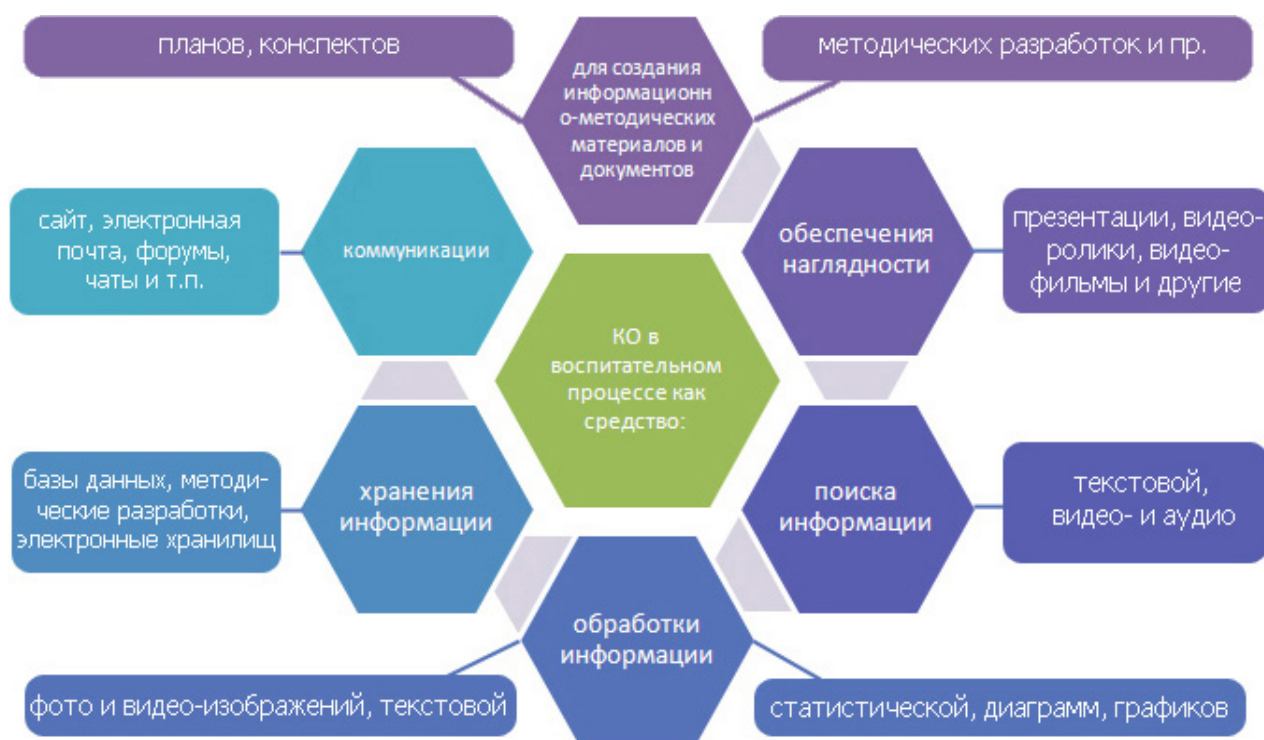 планов, конспектов
методических разработок и пр.
для создания
информационн
о-методических
материалов и
документов
сайт, электронная
почта, форумы,
чаты и т.п.
коммуникации
обеспечения
наглядности
презентации, видео-
ролики, видео-
фильмы и другие
КО в
воспитательном
процессе как
средство:
базы данных, методи-
ческие разработки,
электронные хранилищ
хранения
информации
поиска
информации
текстовой,
видео- и аудио
обработки
информации
фото и видео-изображений, текстовой
статистической, диаграмм, графиков